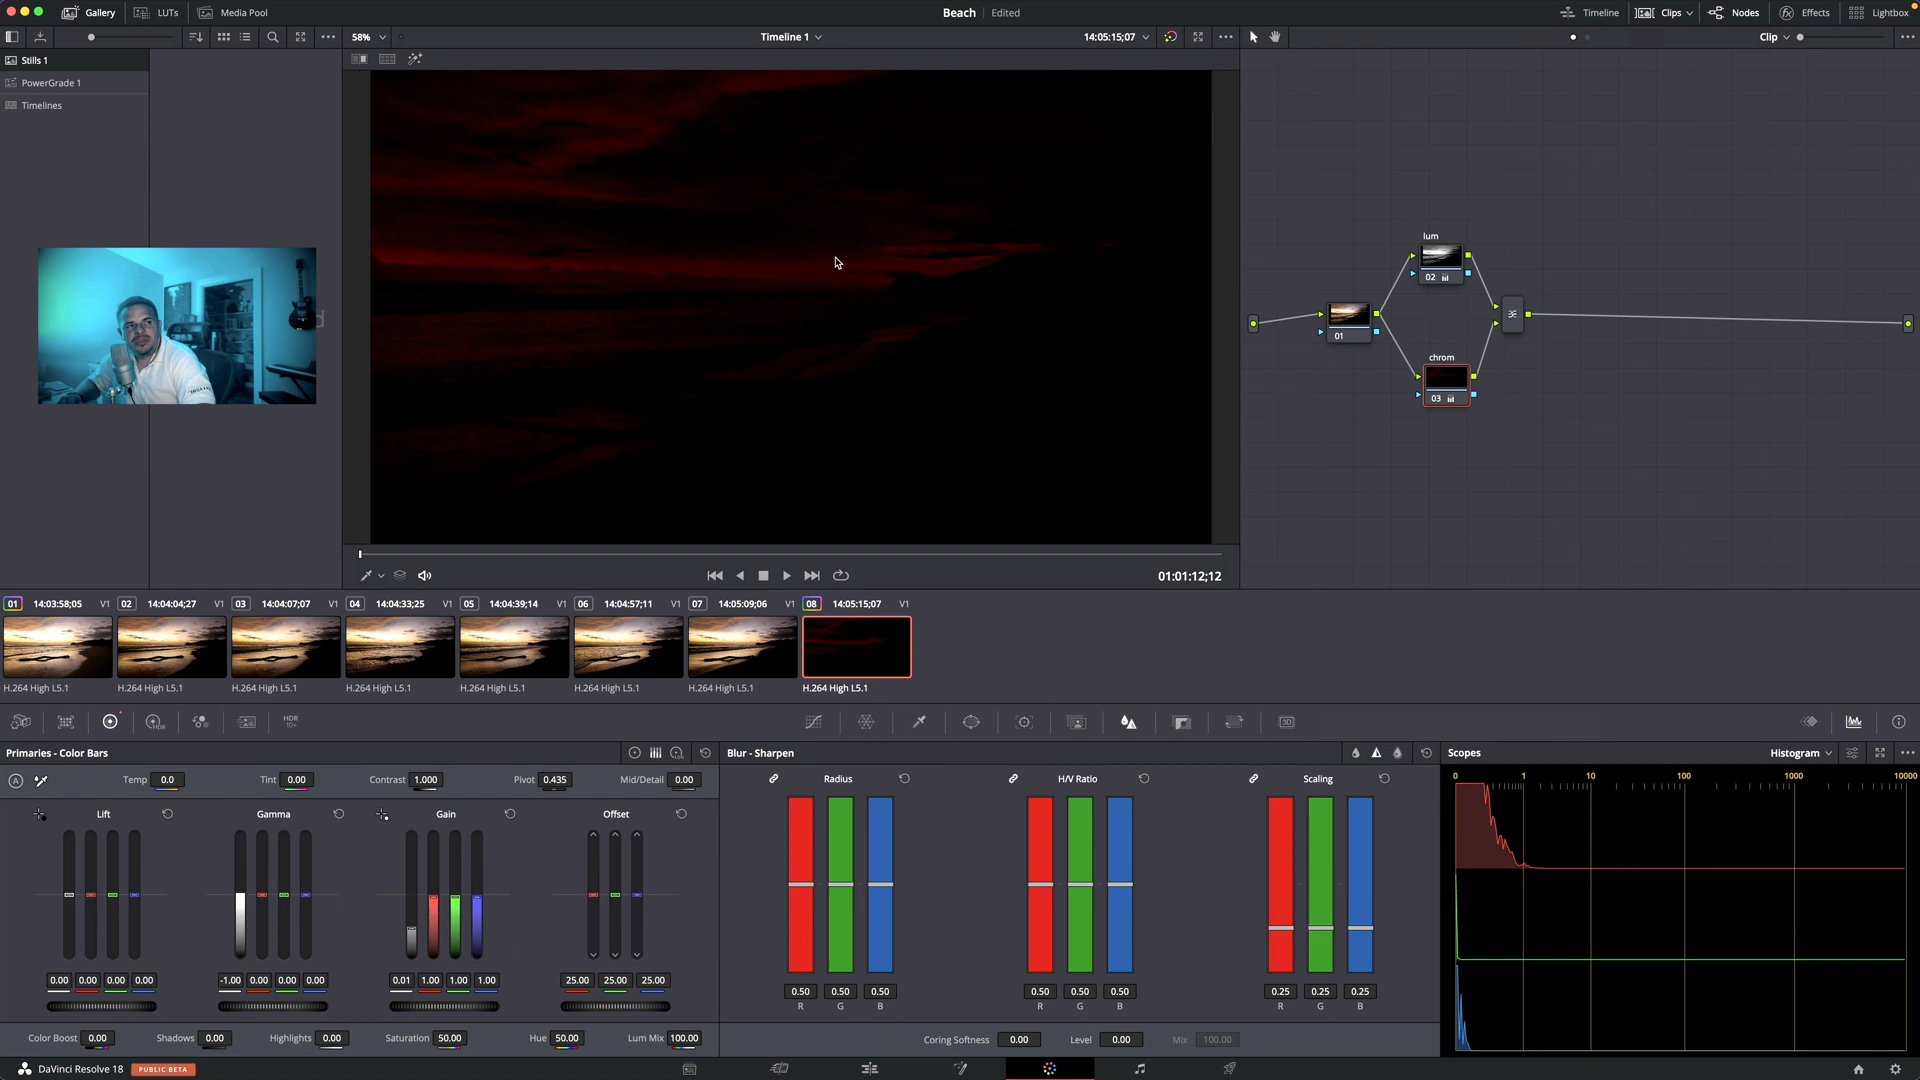 Gallery LUTs Media Pool Beach Edited Timeline Clips Nodes Effects Lightbox
58% Timeline 1 14:05:15;07 Clip
Stills 1
PowerGrade 1
Timelines
lum
02
01
chrom
03
01:01:12;12
01 14:03:58;05 V1 02 14:04:04;27 V1 03 14:04:07;07 V1 04 14:04:33;25 V1 05 14:04:39;14 V1 06 14:04:57;11 V1 07 14:05:09;06 V1 08 14:05:15;07 V1
H.264 High L5.1 H.264 High L5.1 H.264 High L5.1 H.264 High L5.1 H.264 High L5.1 H.264 High L5.1 H.264 High L5.1 H.264 High L5.1
HDR
HDR 10+
3D
Primaries - Color Bars Blur - Sharpen Scopes Histogram
Temp 0.0 Tint 0.00 Contrast 1.000 Pivot 0.435 Mid/Detail 0.00 Radius H/V Ratio Scaling 0 1 10 100 1000 10000
A
Lift Gamma Gain Offset
0.00 0.00 0.00 0.00 -1.00 0.00 0.00 0.00 0.01 1.00 1.00 1.00 25.00 25.00 25.00
0.50 0.50 0.50 0.50 0.50 0.50 0.25 0.25 0.25
R G B R G B R G B
Color Boost 0.00 Shadows 0.00 Highlights 0.00 Saturation 50.00 Hue 50.00 Lum Mix 100.00 Coring Softness 0.00 Level 0.00 Mix 100.00
DaVinci Resolve 18 PUBLIC BETA